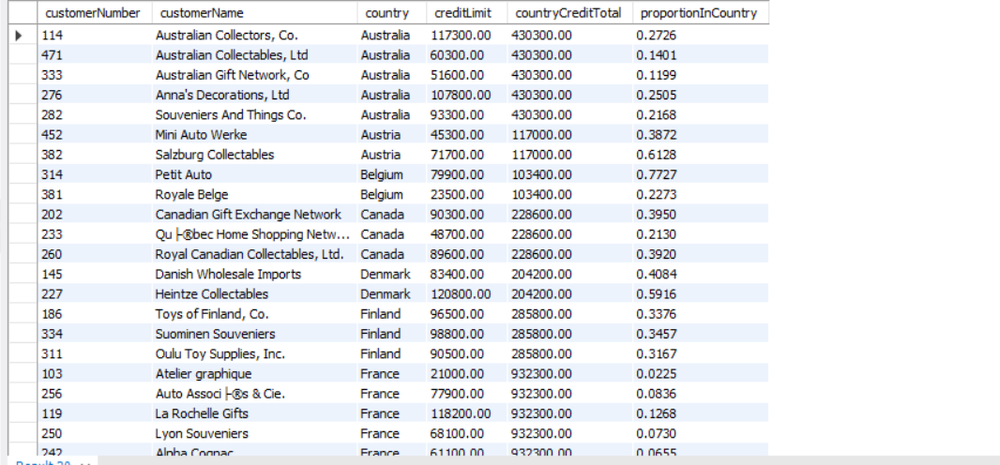 customerNumber customerName country creditLimit countryCreditTotal proportionInCountry
114 Australian Collectors, Co. Australia 117300.00 430300.00 0.2726
471 Australian Collectables, Ltd Australia 60300.00 430300.00 0.1401
333 Australian Gift Network, Co Australia 51600.00 430300.00 0.1199
276 Anna's Decorations, Ltd Australia 107800.00 430300.00 0.2505
282 Souveniers And Things Co. Australia 93300.00 430300.00 0.2168
452 Mini Auto Werke Austria 45300.00 117000.00 0.3872
382 Salzburg Collectables Austria 71700.00 117000.00 0.6128
314 Petit Auto Belgium 79900.00 103400.00 0.7727
381 Royale Belge Belgium 23500.00 103400.00 0.2273
202 Canadian Gift Exchange Network Canada 90300.00 228600.00 0.3950
233 Qu├®bec Home Shopping Netw... Canada 48700.00 228600.00 0.2130
260 Royal Canadian Collectables, Ltd. Canada 89600.00 228600.00 0.3920
145 Danish Wholesale Imports Denmark 83400.00 204200.00 0.4084
227 Heintze Collectables Denmark 120800.00 204200.00 0.5916
186 Toys of Finland, Co. Finland 96500.00 285800.00 0.3376
334 Suominen Souveniers Finland 98800.00 285800.00 0.3457
311 Oulu Toy Supplies, Inc. Finland 90500.00 285800.00 0.3167
103 Atelier graphique France 21000.00 932300.00 0.0225
256 Auto Associ├®s & Cie. France 77900.00 932300.00 0.0836
119 La Rochelle Gifts France 118200.00 932300.00 0.1268
250 Lyon Souveniers France 68100.00 932300.00 0.0730
242 Alpha Cognac France 61100.00 932300.00 0.0655